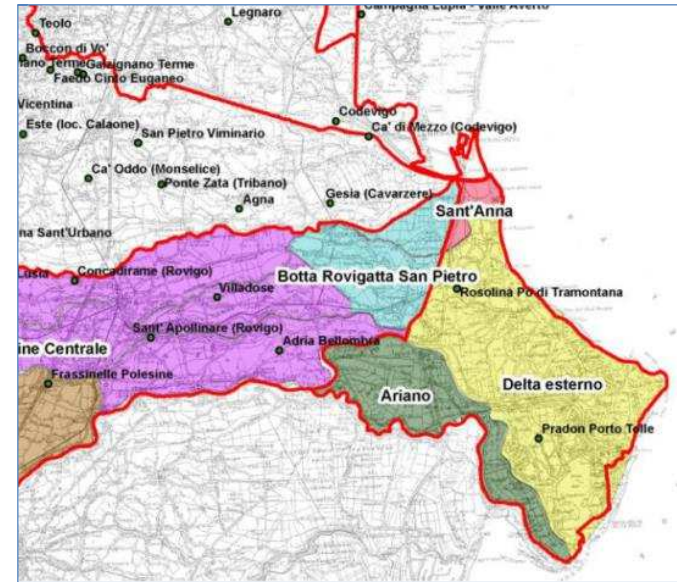 Legnaro
Campagna Lupia - Valle Averto
Teolo
Boccon di Vo'
Galzignano Terme
Faedo Cinto Euganeo
Vicentina
Codevigo
Este (loc. Calaone)
San Pietro Viminario
Ca' di Mezzo (Codevigo)
Ca' Oddo (Monselice)
Ponte Zata (Tribano)
Agna
Gesia (Cavarzere)
Sant'Anna
na Sant'Urbano
Lusia
Concadirame (Rovigo)
Botta Rovigatta San Pietro
Villadose
Rosolina Po di Tramontana
Sant' Apollinare (Rovigo)
Adria Bellombra
ine Centrale
Frassinelle Polesine
Ariano
Delta esterno
Pradon Porto Tolle